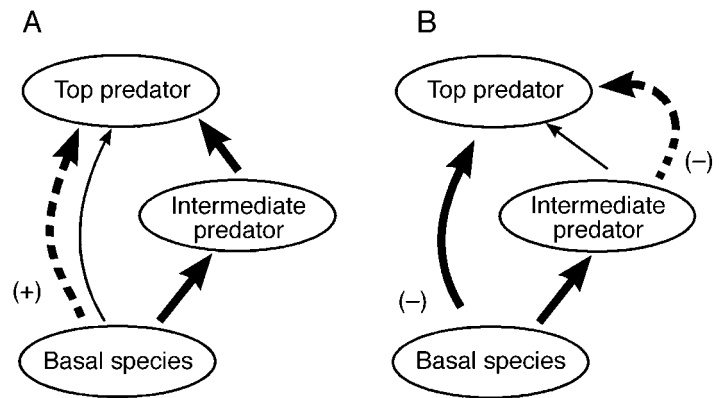 A
Top predator
Intermediate
predator
(+)
Basal species
B
Top predator
(−)
Intermediate
predator
(−)
Basal species